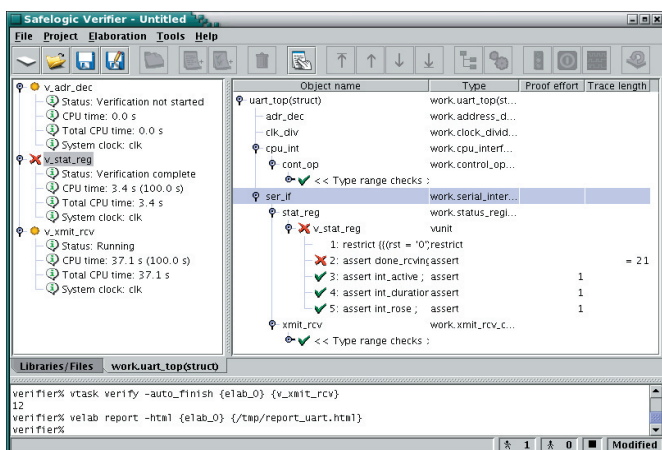 Safelogic Verifier - Untitled
File Project Elaboration Tools Help
v_adr_dec
Status: Verification not started
CPU time: 0.0 s
Total CPU time: 0.0 s
System clock: clk
v_stat_reg
Status: Verification complete
CPU time: 3.4 s (100.0 s)
Total CPU time: 3.4 s
System clock: clk
v_xmit_rcv
Status: Running
CPU time: 37.1 s (100.0 s)
Total CPU time: 37.1 s
System clock: clk
Object name Type Proof effort Trace length
uart_top(struct) work.uart_top(st...
adr_dec work.address_d...
clk_div work.clock_divid...
cpu_int work.cpu_interf...
cont_op work.control_op...
<< Type range checks :
ser_if work.serial_inter...
stat_reg work.status_regi...
v_stat_reg vunit
1: restrict {((rst = '0'; restrict
2: assert done_rcving assert = 21
3: assert int_active ; assert 1
4: assert int_duration assert 1
5: assert int_rose ; assert 1
xmit_rcv work.xmit_rcv_c...
<< Type range checks :
Libraries/Files work.uart_top(struct)
verifier% vtask verify -auto_finish {elab_0} {v_xmit_rcv}
12
verifier% velab report -html {elab_0} {/tmp/report_uart.html}
verifier%
1 0 Modified